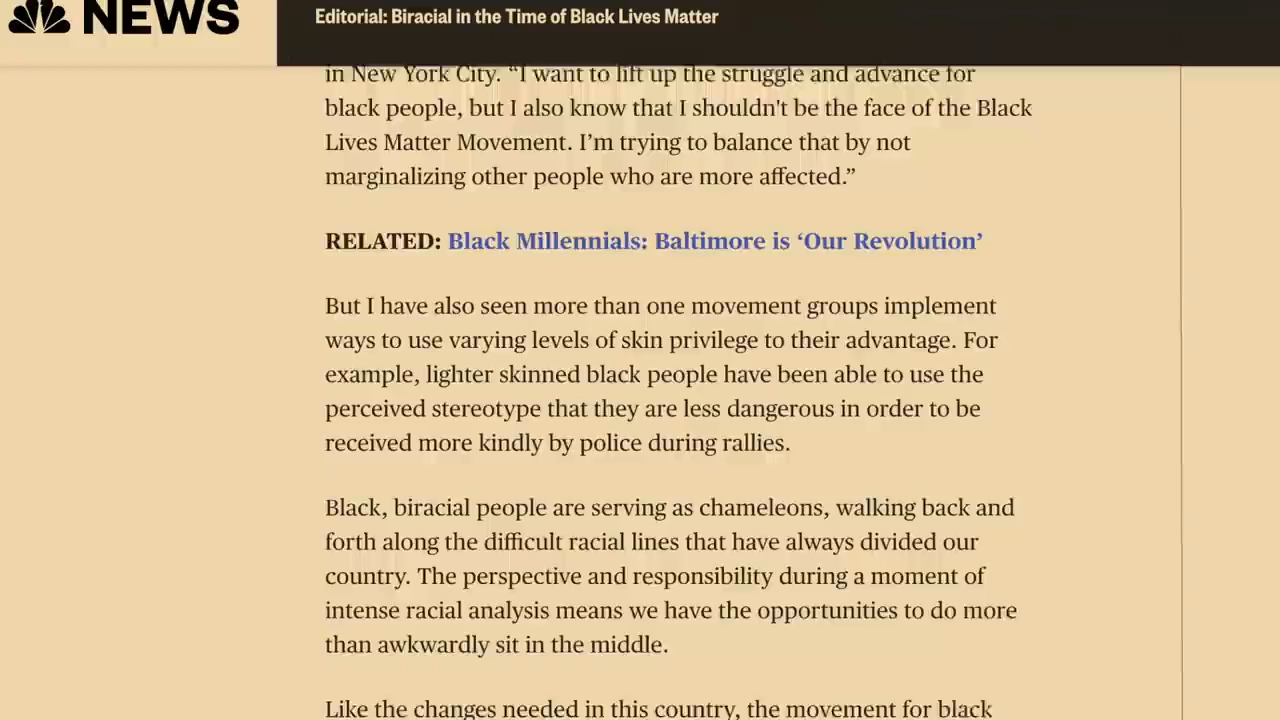 NEWS
Editorial: Biracial in the Time of Black Lives Matter
in New York City. “I want to lift up the struggle and advance for
black people, but I also know that I shouldn't be the face of the Black
Lives Matter Movement. I’m trying to balance that by not
marginalizing other people who are more affected.”
RELATED: Black Millennials: Baltimore is ‘Our Revolution’
But I have also seen more than one movement groups implement
ways to use varying levels of skin privilege to their advantage. For
example, lighter skinned black people have been able to use the
perceived stereotype that they are less dangerous in order to be
received more kindly by police during rallies.
Black, biracial people are serving as chameleons, walking back and
forth along the difficult racial lines that have always divided our
country. The perspective and responsibility during a moment of
intense racial analysis means we have the opportunities to do more
than awkwardly sit in the middle.
Like the changes needed in this country, the movement for black